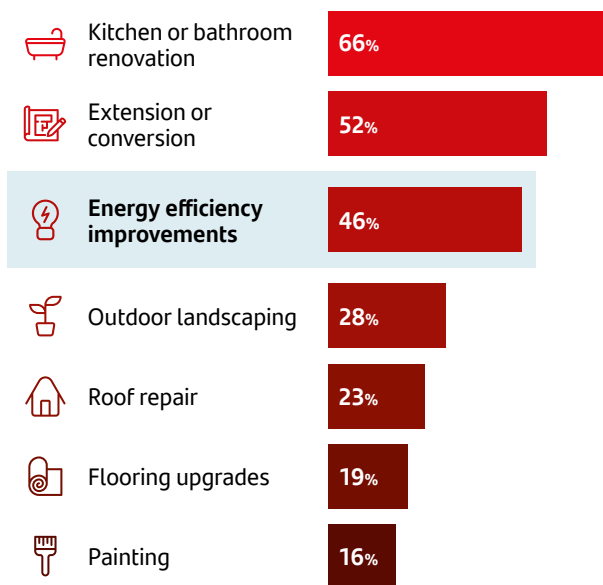 Kitchen or bathroom
renovation
66%
Extension or
conversion
52%
Energy efficiency
improvements
46%
Outdoor landscaping
28%
Roof repair
23%
Flooring upgrades
19%
Painting
16%